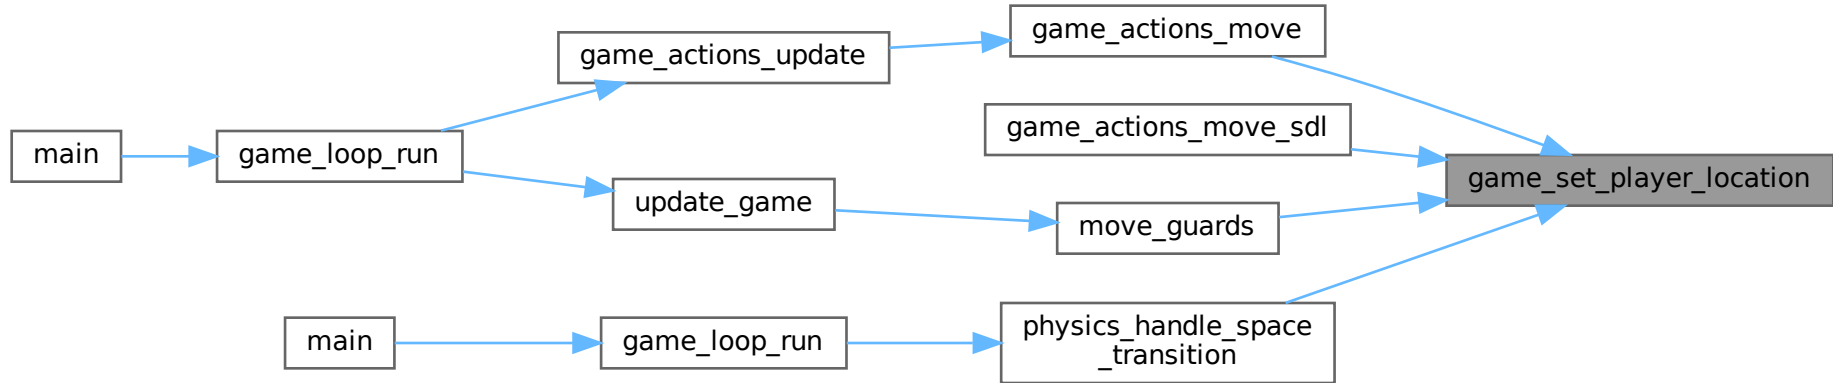 game_actions_move
game_actions_update
game_actions_move_sdl
main
game_loop_run
game_set_player_location
update_game
move_guards
physics_handle_space
_transition
main
game_loop_run